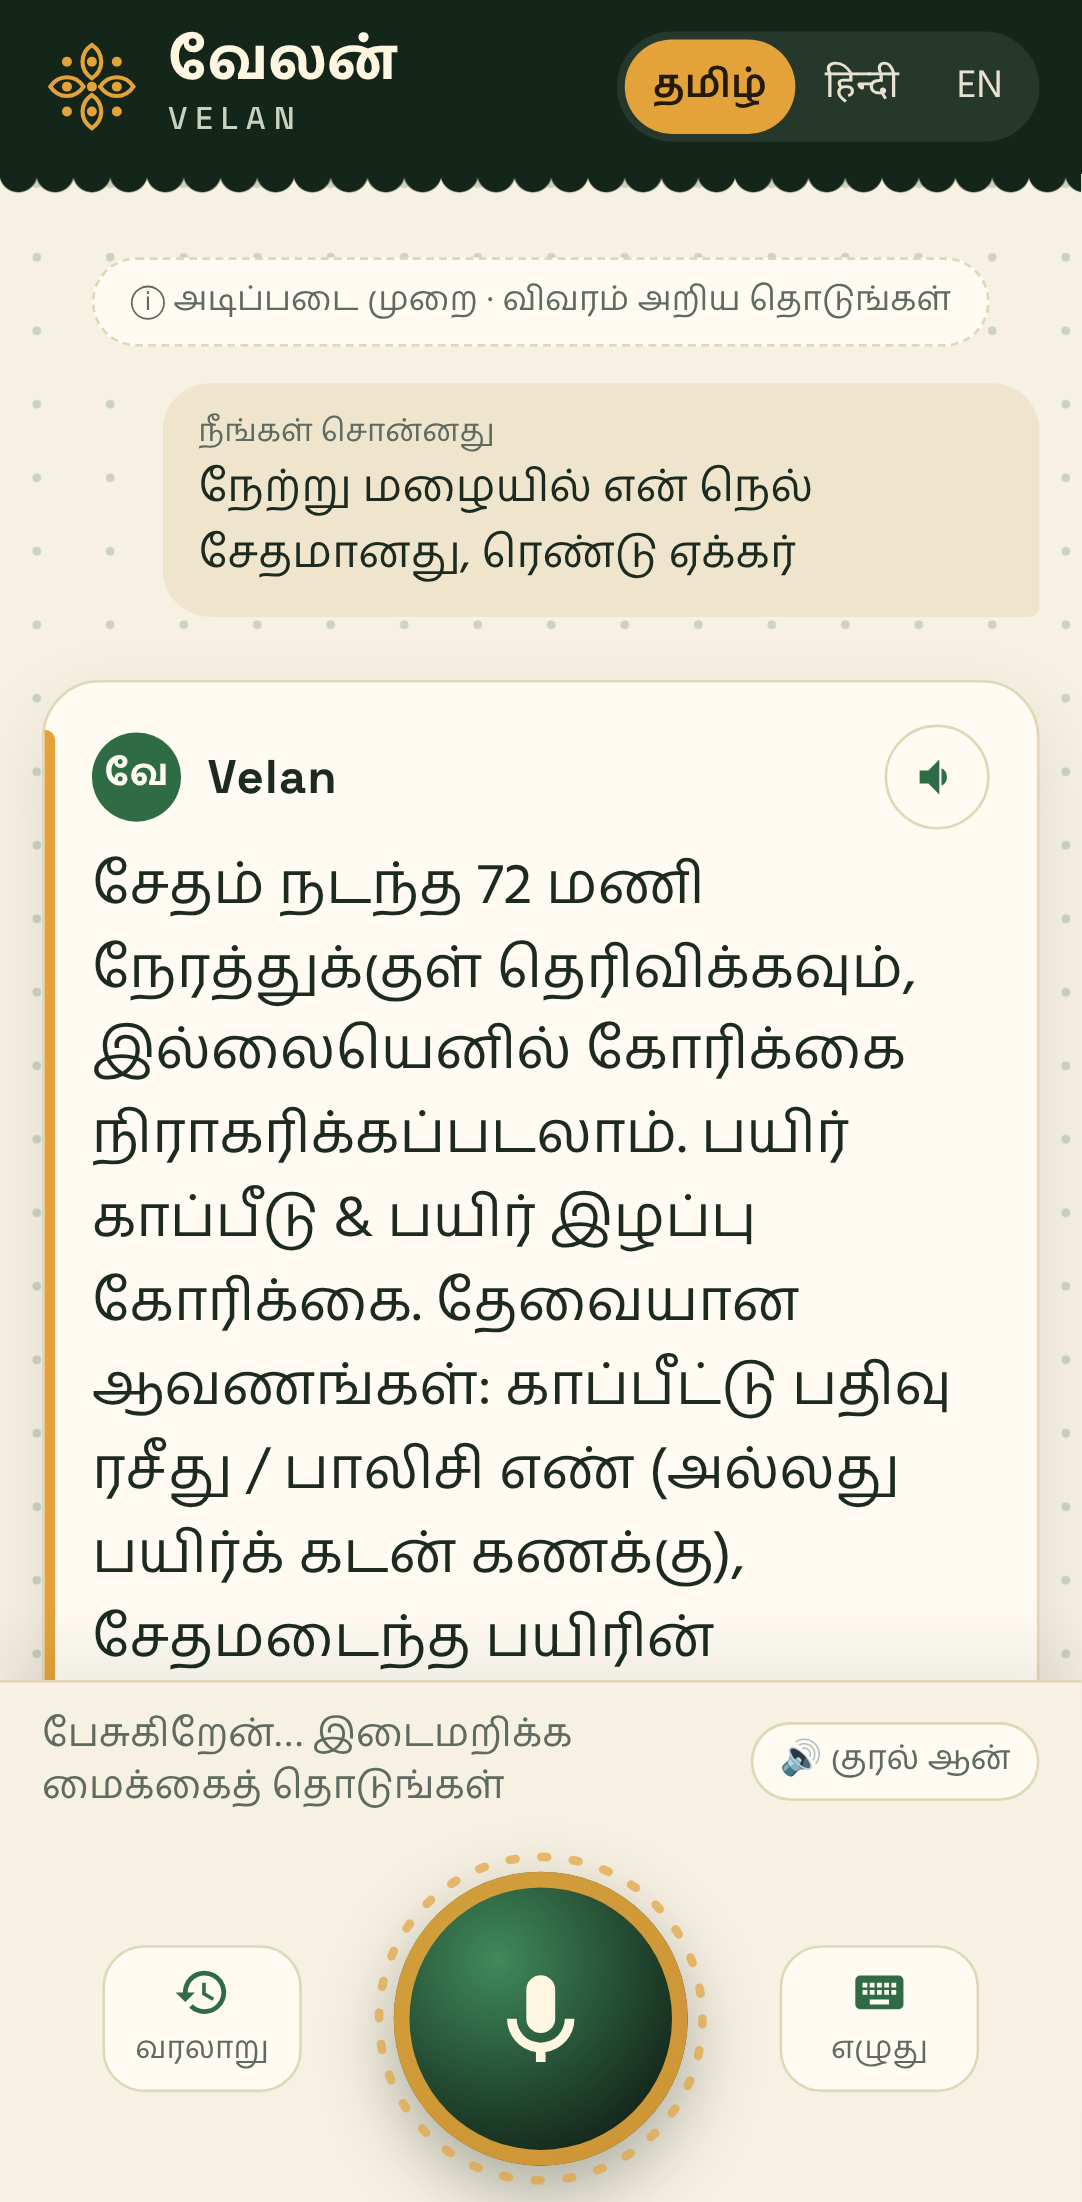 வேலன்
VELAN
தமிழ் हिन्दी EN
ⓘ அடிப்படை முறை · விவரம் அறிய தொடுங்கள்
நீங்கள் சொன்னது
நேற்று மழையில் என் நெல்
சேதமானது, ரெண்டு ஏக்கர்
வே Velan
சேதம் நடந்த 72 மணி
நேரத்துக்குள் தெரிவிக்கவும்,
இல்லையெனில் கோரிக்கை
நிராகரிக்கப்படலாம். பயிர்
காப்பீடு & பயிர் இழப்பு
கோரிக்கை. தேவையான
ஆவணங்கள்: காப்பீட்டு பதிவு
ரசீது / பாலிசி எண் (அல்லது
பயிர்க் கடன் கணக்கு),
சேதமடைந்த பயிரின்
பேசுகிறேன்... இடைமறிக்க
மைக்கைத் தொடுங்கள்
🔊 குரல் ஆன்
வரலாறு
எழுது